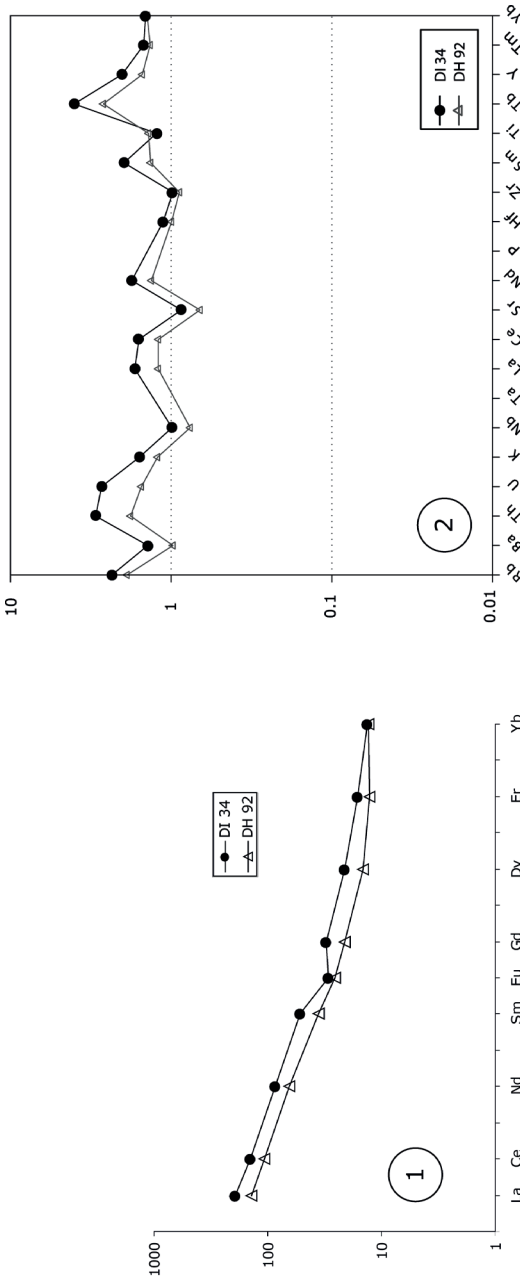 1000
100
10
1
La
Ce
Nd
Sm
Eu
Gd
Dy
Er
Yb
DI 34
DH 92
1
10
1
0.1
0.01
Rb
Ba
Th
U
K
Nb
Ta
La
Ce
Sr
Nd
P
Hf
Zr
Sm
Ti
Tb
Y
Tm
Yb
DI 34
DH 92
2